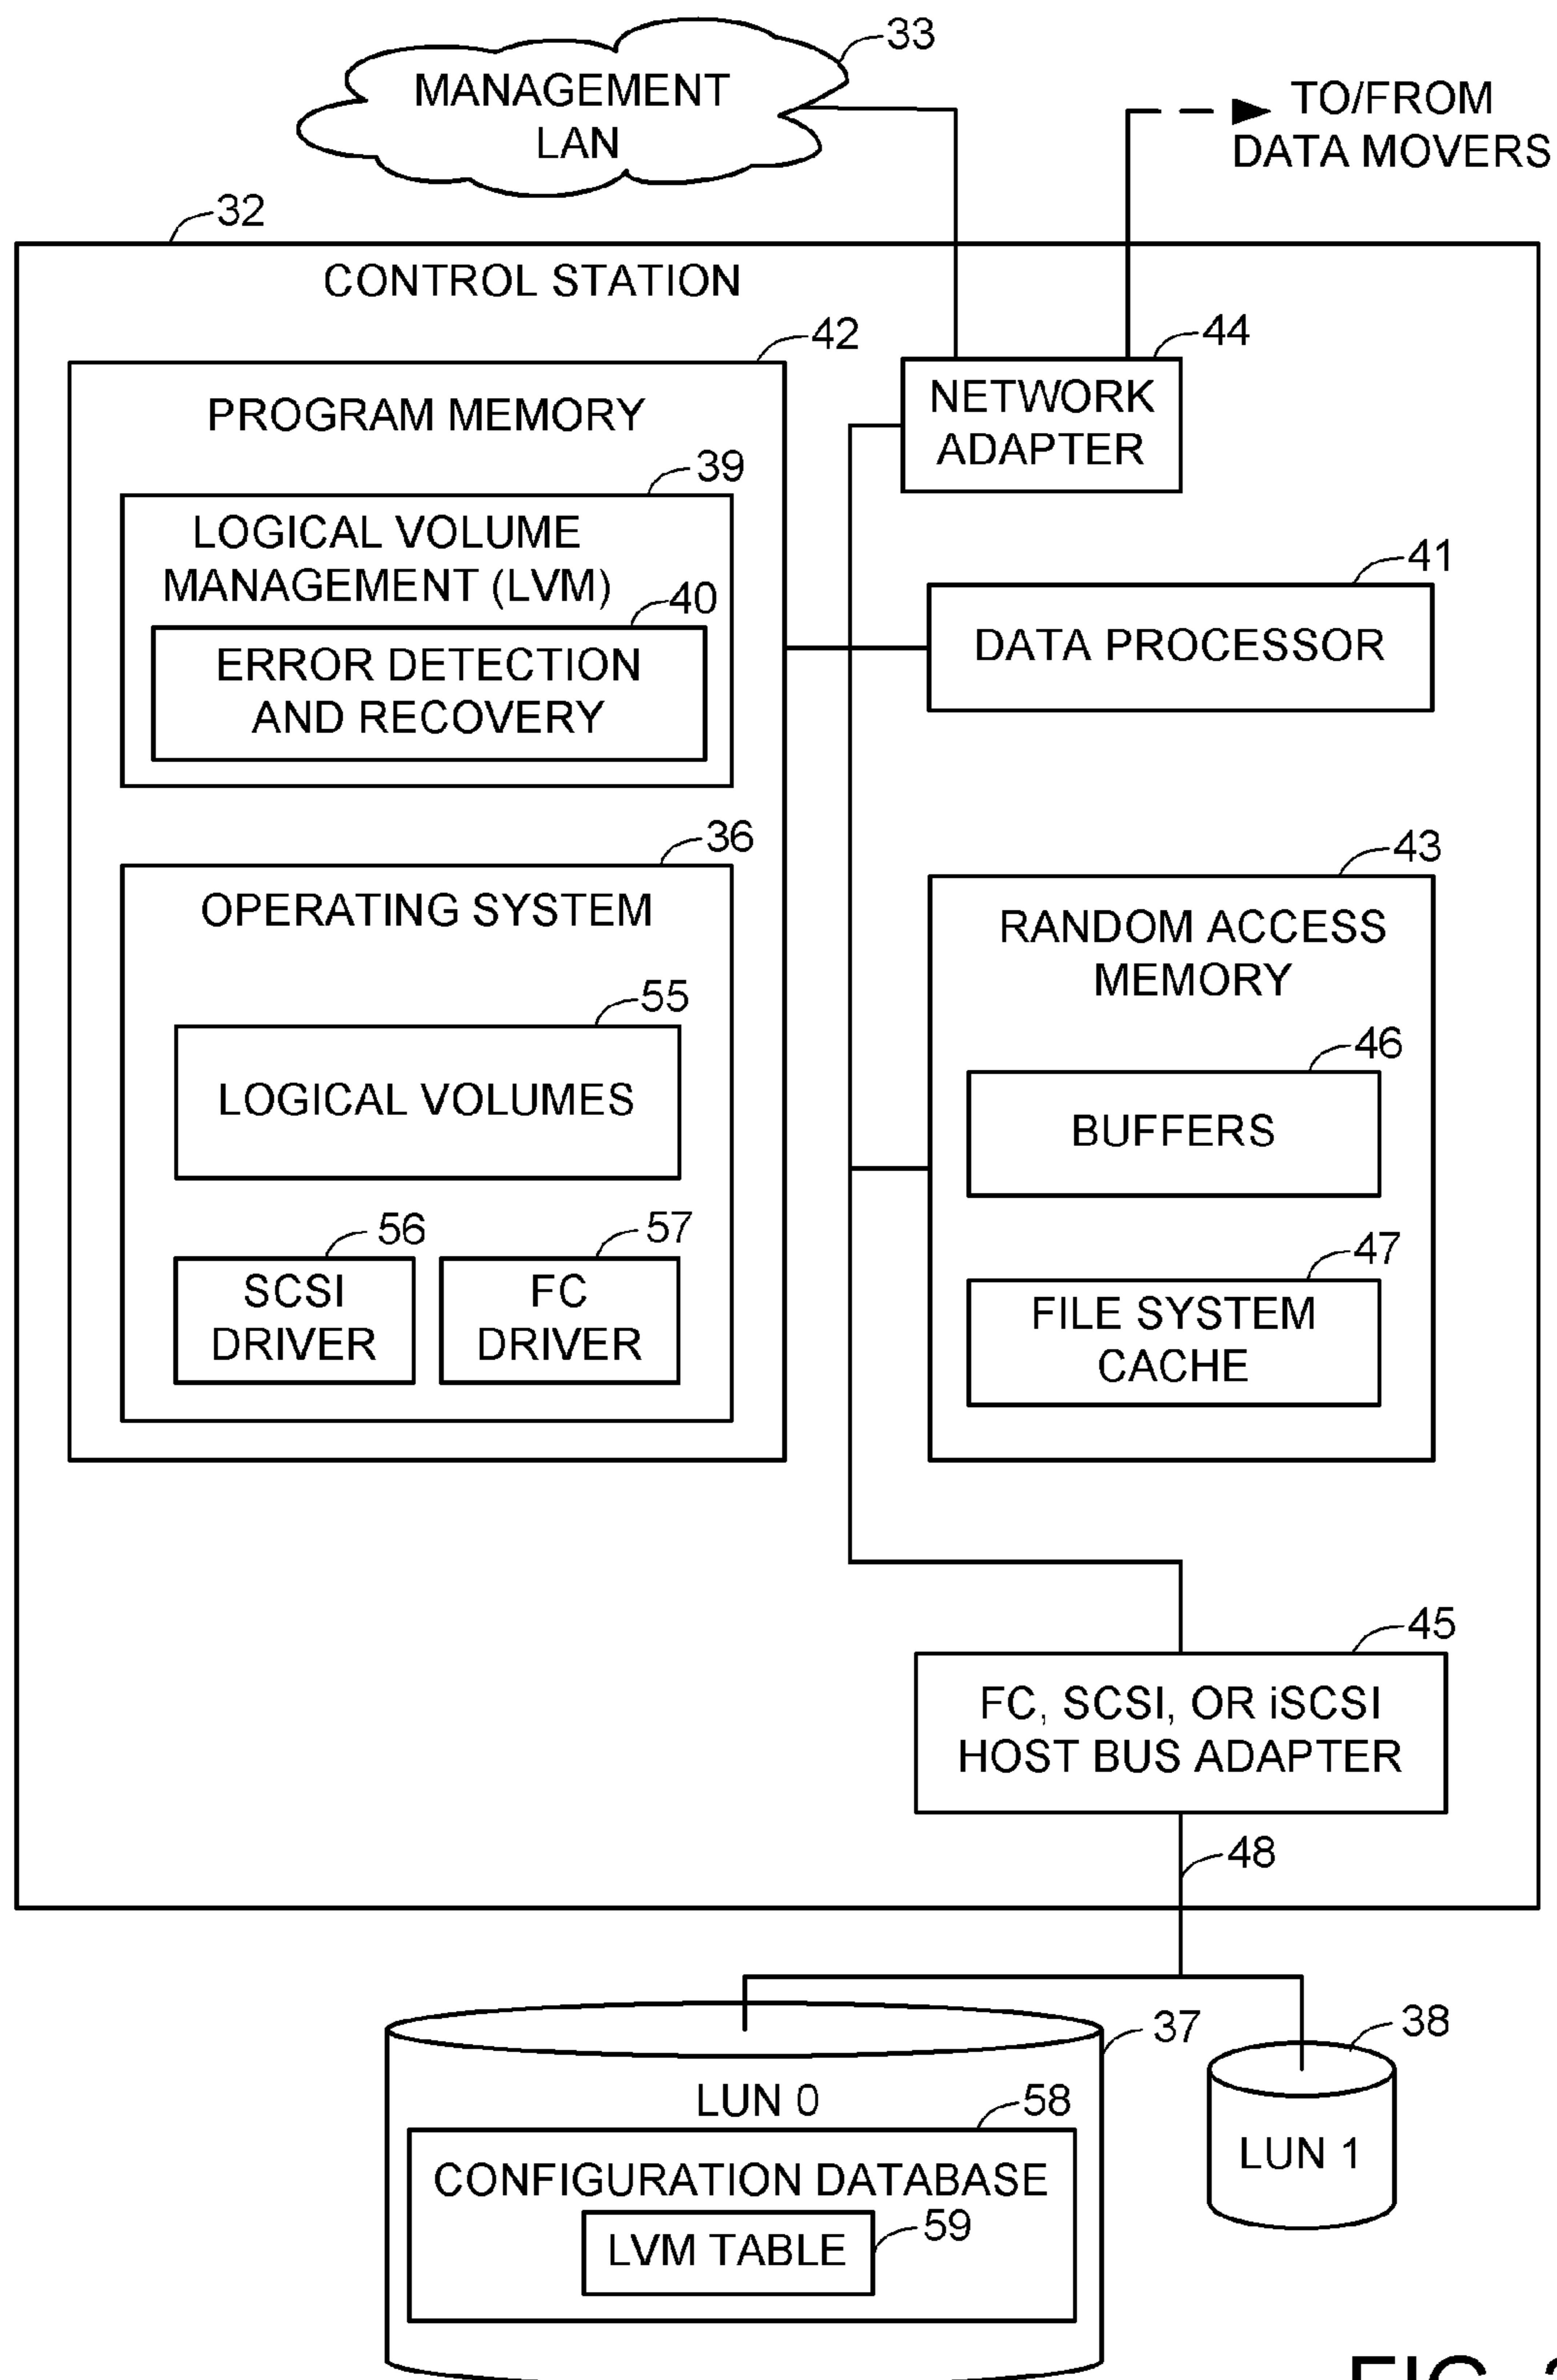 33
MANAGEMENT
LAN
TO/FROM
DATA MOVERS
32
CONTROL STATION
42
44
PROGRAM MEMORY
NETWORK
ADAPTER
39
LOGICAL VOLUME
MANAGEMENT (LVM)
40
ERROR DETECTION
AND RECOVERY
41
DATA PROCESSOR
36
OPERATING SYSTEM
55
LOGICAL VOLUMES
56
SCSI
DRIVER
57
FC
DRIVER
43
RANDOM ACCESS
MEMORY
46
BUFFERS
47
FILE SYSTEM
CACHE
45
FC, SCSI, OR iSCSI
HOST BUS ADAPTER
48
37
LUN 0
58
CONFIGURATION DATABASE
LVM TABLE
59
38
LUN 1
FIG.